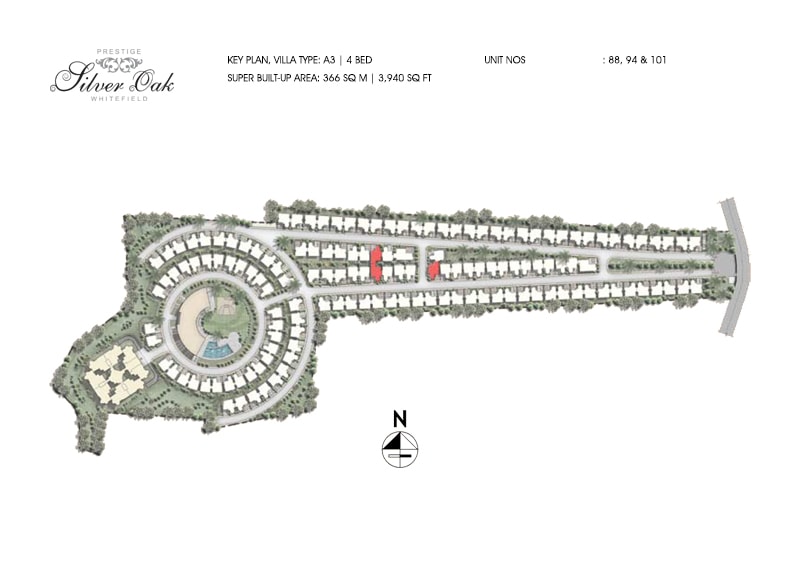 PRESTIGE
Silver Oak
WHITEFIELD
KEY PLAN, VILLA TYPE: A3 | 4 BED
UNIT NOS : 88, 94 & 101
SUPER BUILT-UP AREA: 366 SQ M | 3,940 SQ FT
N